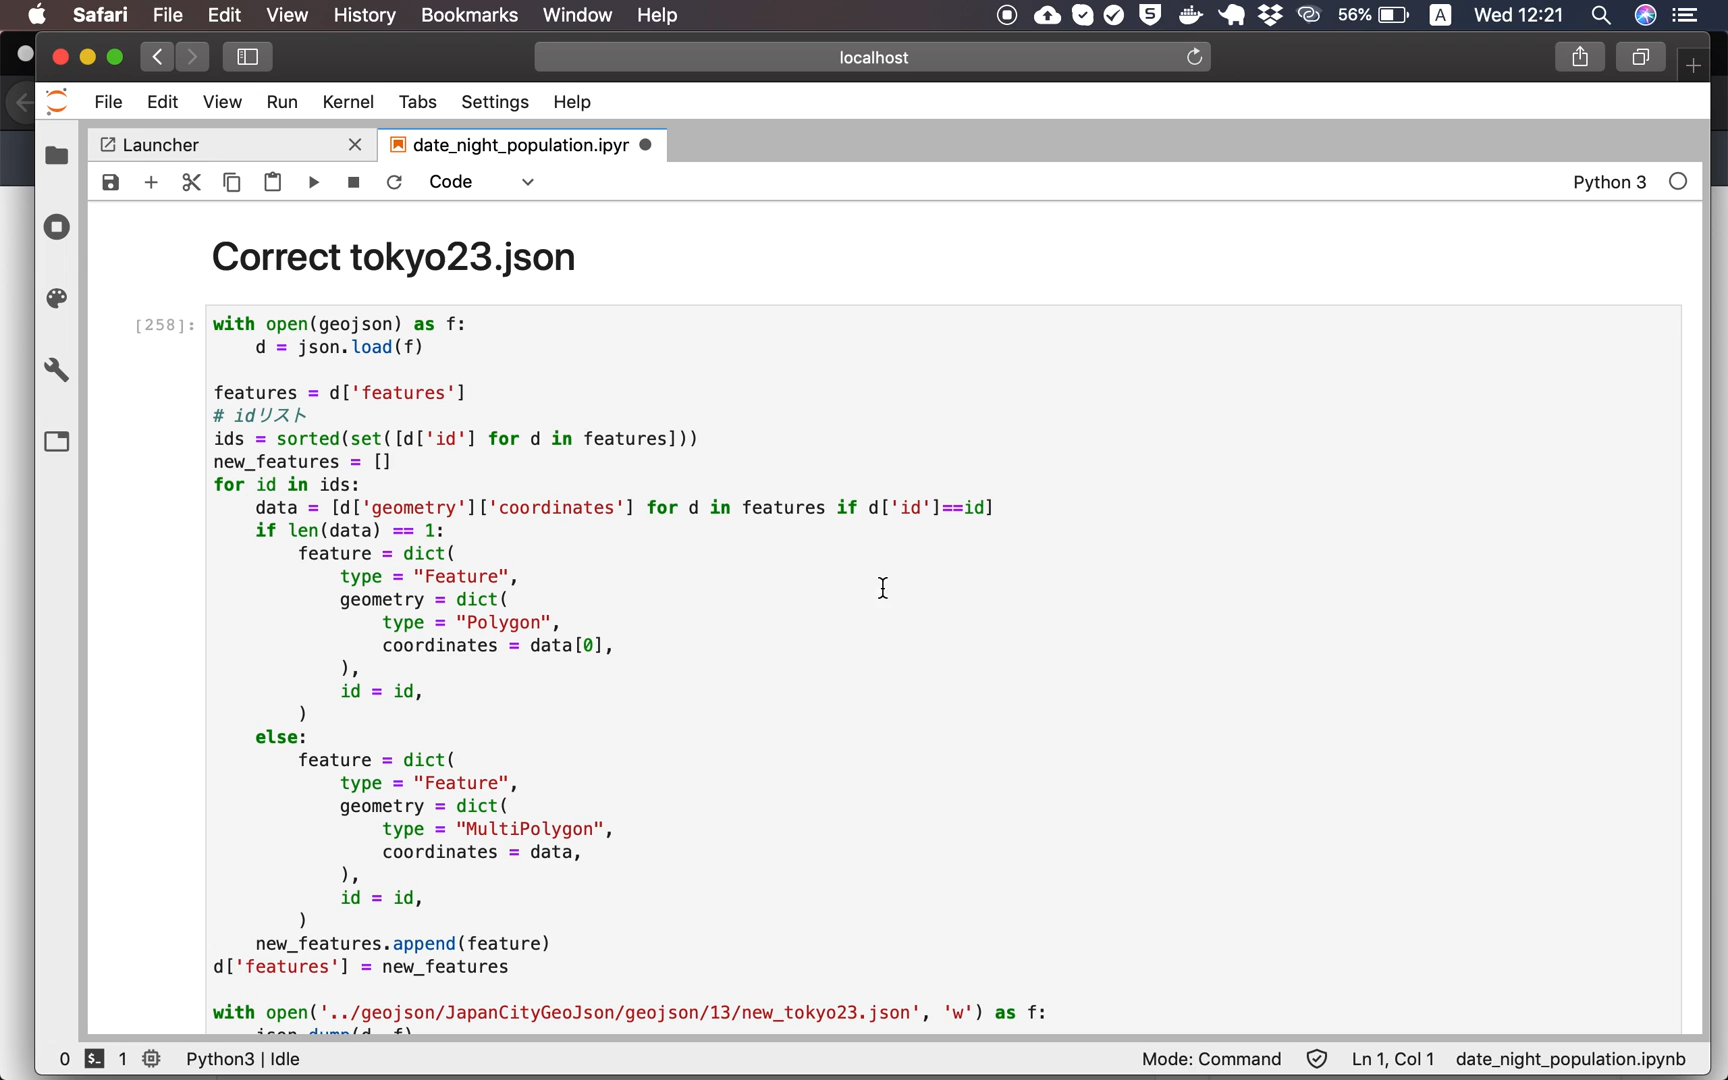 Safari File Edit View History Bookmarks Window Help 56% A Wed 12:21
localhost
File Edit View Run Kernel Tabs Settings Help
Launcher date_night_population.ipyr
Code Python 3
Correct tokyo23.json
[258]: with open(geojson) as f:
    d = json.load(f)
features = d['features']
# idリスト
ids = sorted(set([d['id'] for d in features]))
new_features = []
for id in ids:
    data = [d['geometry']['coordinates'] for d in features if d['id']==id]
    if len(data) == 1:
        feature = dict(
            type = "Feature",
            geometry = dict(
                type = "Polygon",
                coordinates = data[0],
            ),
            id = id,
        )
    else:
        feature = dict(
            type = "Feature",
            geometry = dict(
                type = "MultiPolygon",
                coordinates = data,
            ),
            id = id,
        )
    new_features.append(feature)
d['features'] = new_features
with open('../geojson/JapanCityGeoJson/geojson/13/new_tokyo23.json', 'w') as f:
    json.dump(d, f)
0 1 Python3 | Idle Mode: Command Ln 1, Col 1 date_night_population.ipynb